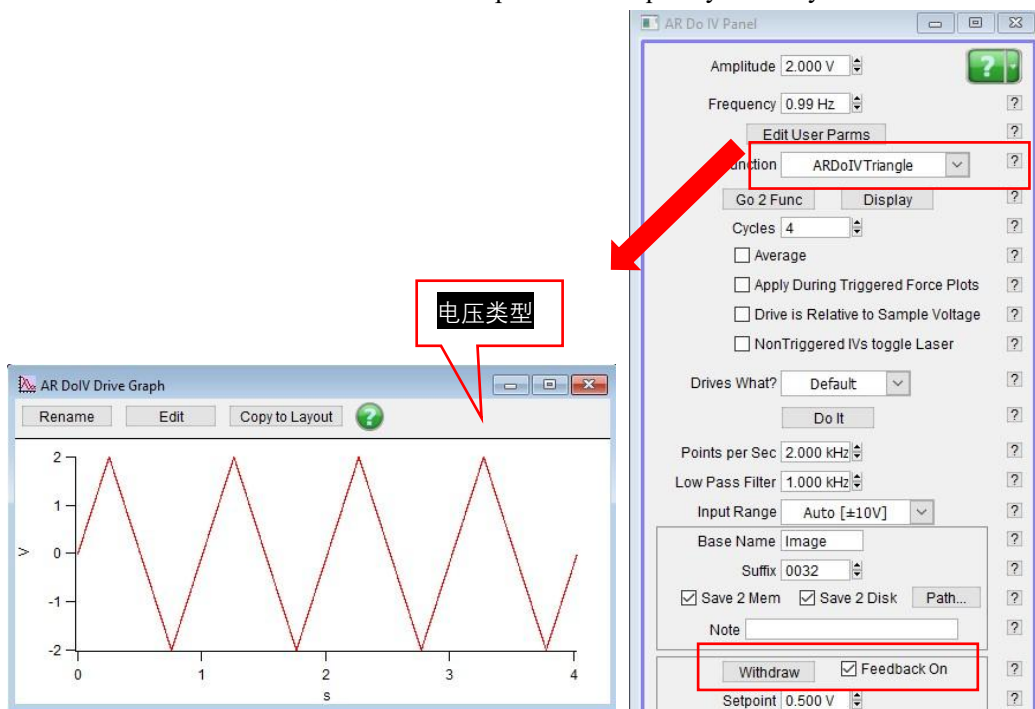 AR Do IV Panel
Amplitude 2.000 V
?
Frequency 0.99 Hz ?
Edit User Parms ?
unction ARDoIVTriangle ?
Go 2 Func Display ?
Cycles 4 ?
Average ?
Apply During Triggered Force Plots ?
Drive is Relative to Sample Voltage ?
NonTriggered IVs toggle Laser ?
Drives What? Default ?
Do It ?
Points per Sec 2.000 kHz ?
Low Pass Filter 1.000 kHz ?
Input Range Auto [±10V] ?
Base Name Image ?
Suffix 0032 ?
Save 2 Mem Save 2 Disk Path... ?
Note ?
Withdraw Feedback On ?
Setpoint 0.500 V ?
电压类型
AR DoIV Drive Graph
Rename Edit Copy to Layout ?
2
1
0
-1
-2
V
0 1 2 3 4
s